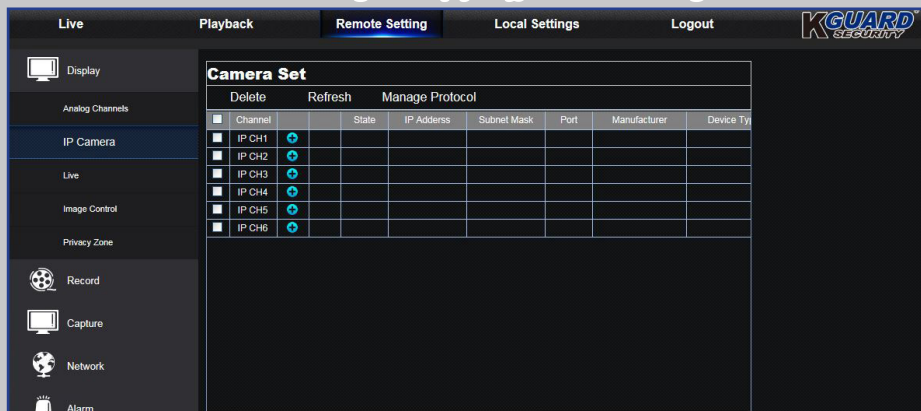 Live Playback Remote Setting Local Settings Logout KGUARD SECURITY
Display
Analog Channels
IP Camera
Live
Image Control
Privacy Zone
Record
Capture
Network
Alarm
Camera Set
Delete Refresh Manage Protocol
Channel State IP Adderss Subnet Mask Port Manufacturer Device Ty
IP CH1
IP CH2
IP CH3
IP CH4
IP CH5
IP CH6